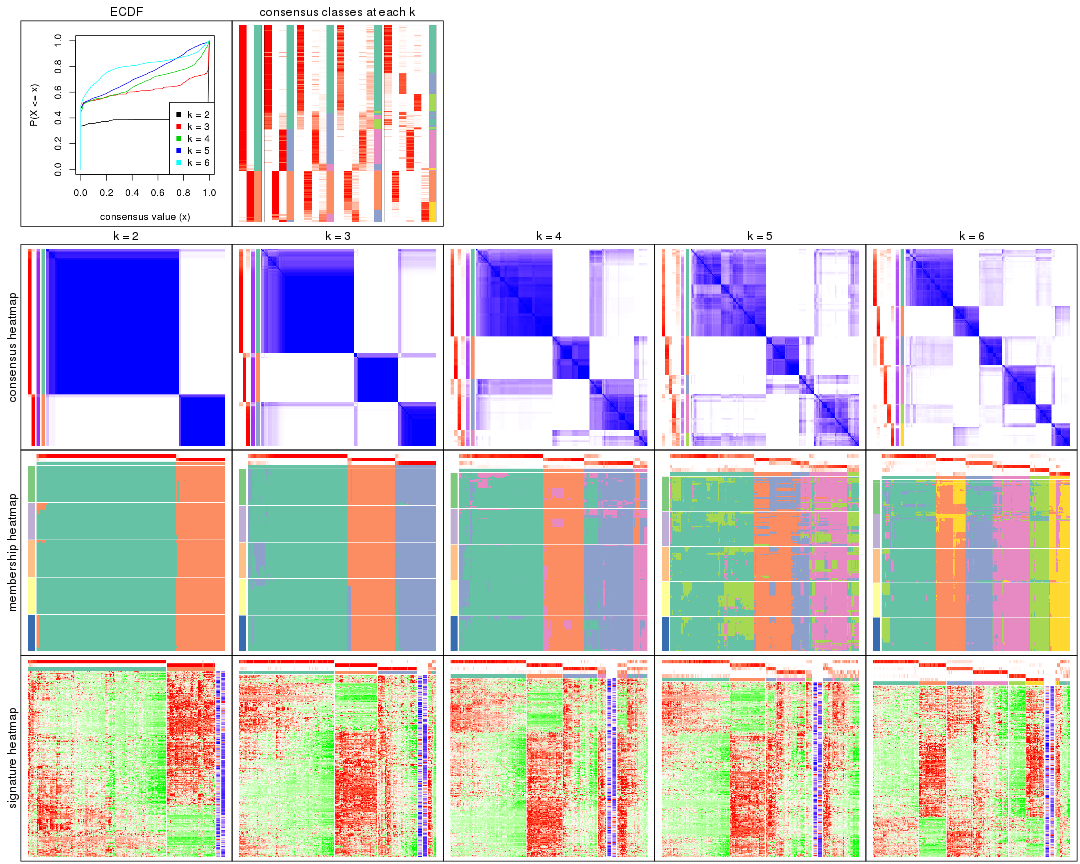 ECDF
consensus classes at each k
P(X <= x)
1.0
0.8
0.6
0.4
0.2
0.0
k = 2
k = 3
k = 4
k = 5
k = 6
0.0 0.2 0.4 0.6 0.8 1.0
consensus value (x)
k = 2 k = 3 k = 4 k = 5 k = 6
consensus heatmap
membership heatmap
signature heatmap